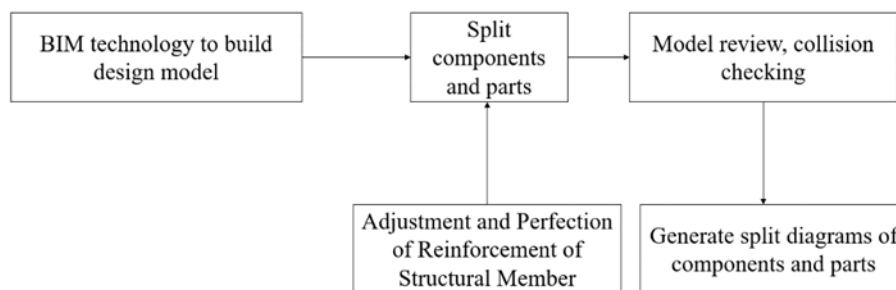 BIM technology to build
design model
Split
components
and parts
Model review, collision
checking
Adjustment and Perfection
of Reinforcement of
Structural Member
Generate split diagrams of
components and parts